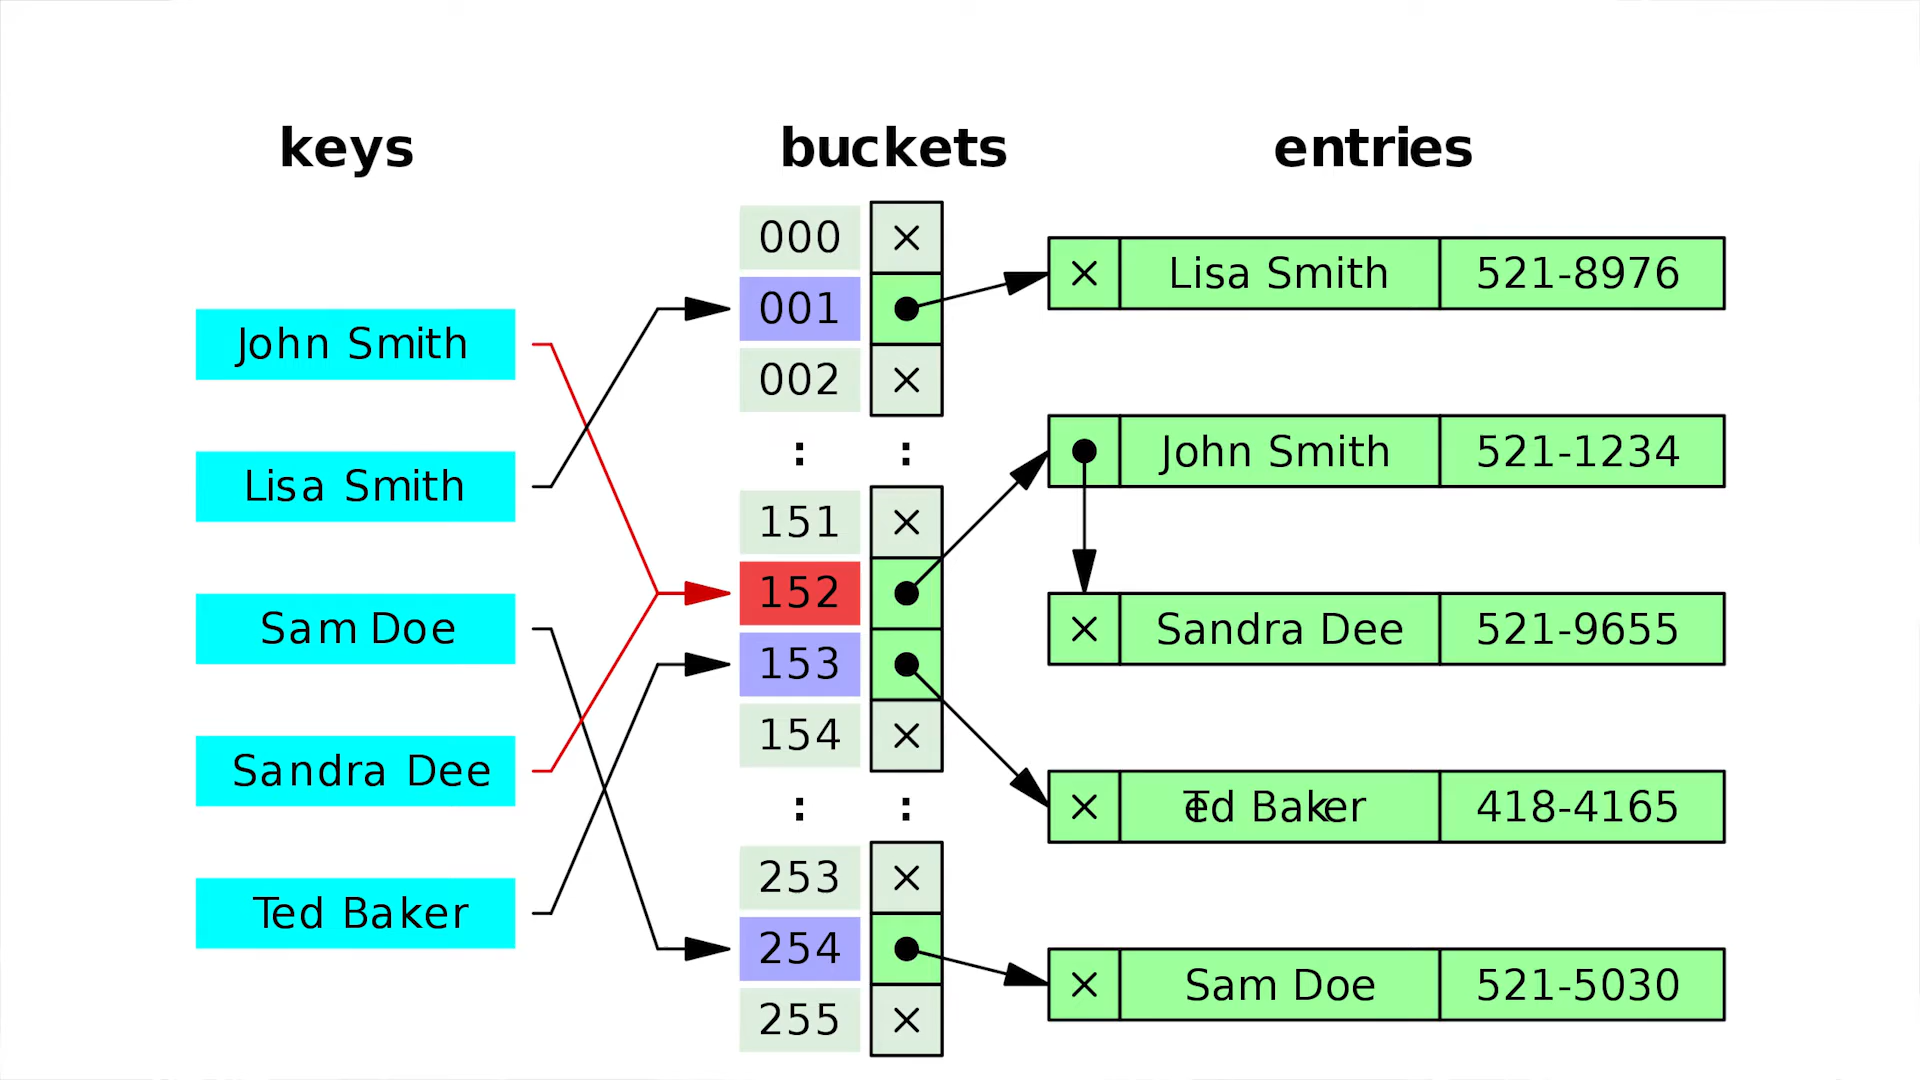 keys
buckets
entries
John Smith
Lisa Smith
Sam Doe
Sandra Dee
Ted Baker
000
001
002
:
151
152
153
154
:
253
254
255
:
:
Lisa Smith 521-8976
John Smith 521-1234
Sandra Dee 521-9655
Ted Baker 418-4165
Sam Doe 521-5030